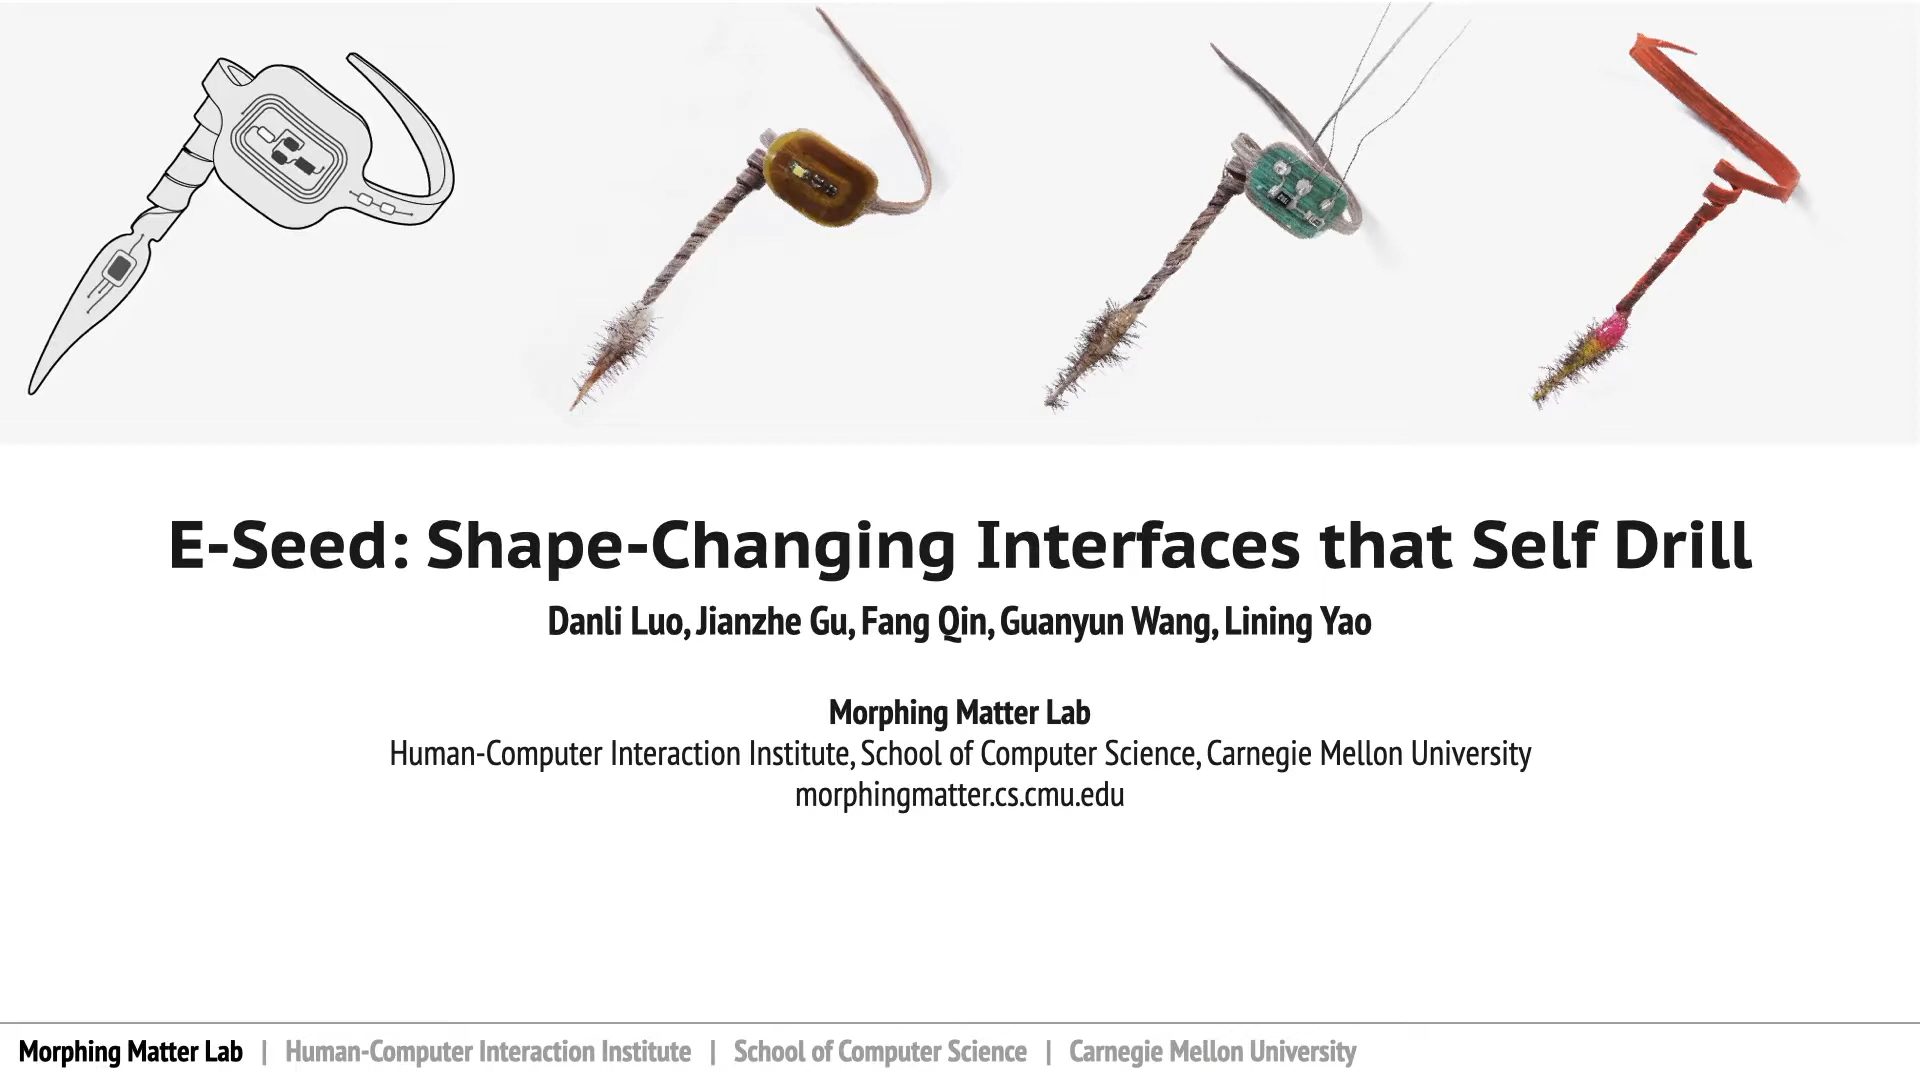 E-Seed: Shape-Changing Interfaces that Self Drill
Danli Luo, Jianzhe Gu, Fang Qin, Guanyun Wang, Lining Yao
Morphing Matter Lab
Human-Computer Interaction Institute, School of Computer Science, Carnegie Mellon University
morphingmatter.cs.cmu.edu
Morphing Matter Lab | Human-Computer Interaction Institute | School of Computer Science | Carnegie Mellon University